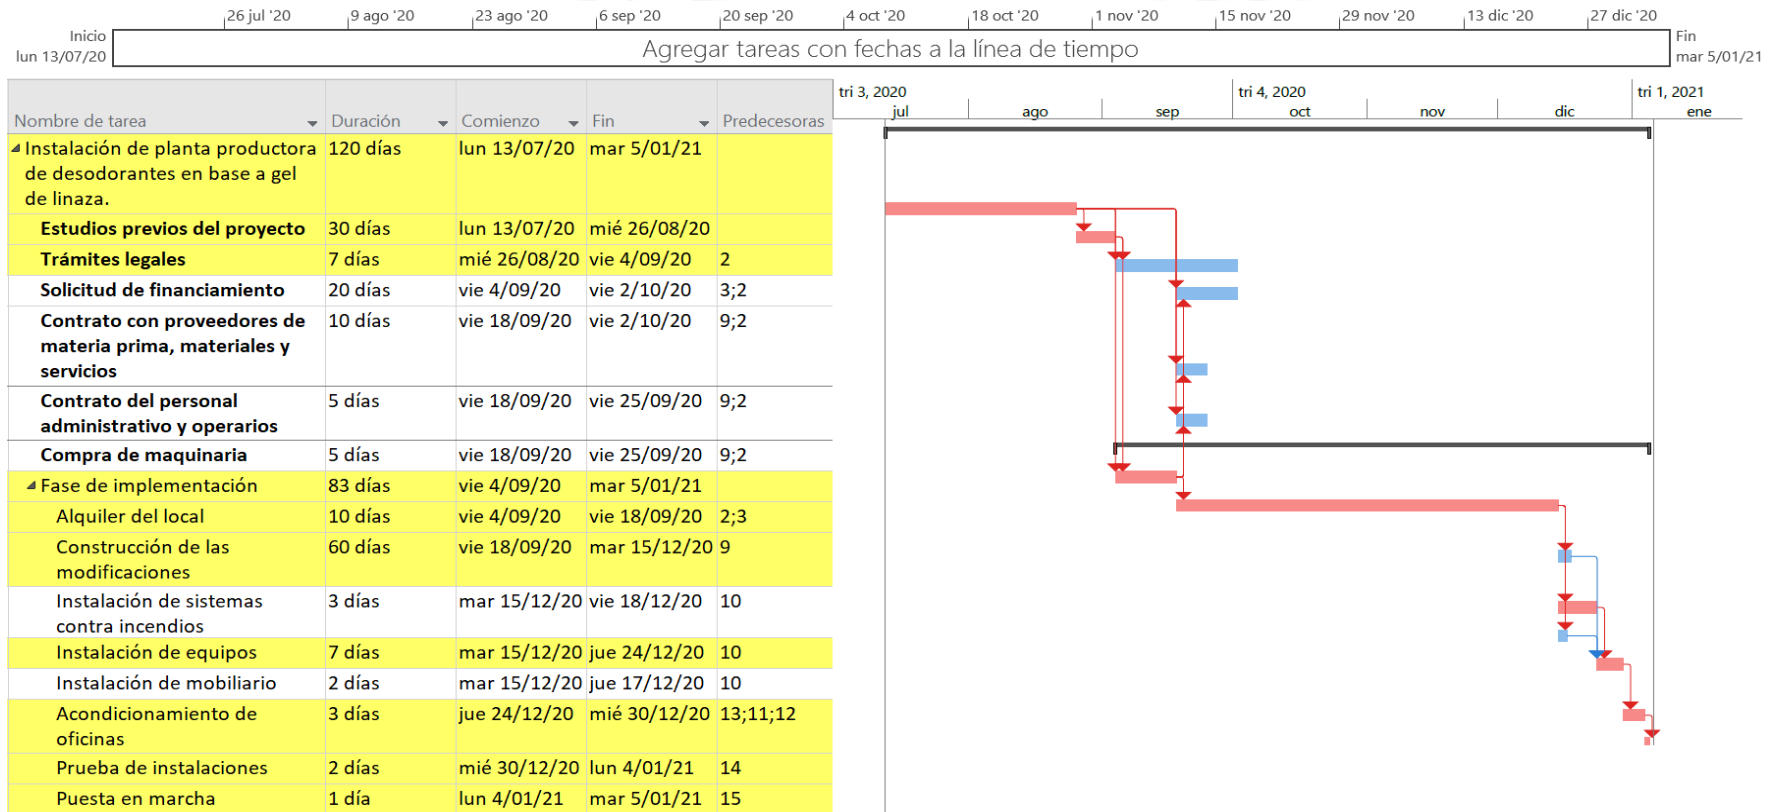 26 jul '20 9 ago '20 23 ago '20 6 sep '20 20 sep '20 4 oct '20 18 oct '20 1 nov '20 15 nov '20 29 nov '20 13 dic '20 27 dic '20
Inicio
lun 13/07/20
Agregar tareas con fechas a la línea de tiempo
Fin
mar 5/01/21
tri 3, 2020 tri 4, 2020 tri 1, 2021
jul ago sep oct nov dic ene
Nombre de tarea Duración Comienzo Fin Predecesoras
Instalación de planta productora 120 días lun 13/07/20 mar 5/01/21
de desodorantes en base a gel
de linaza.
Estudios previos del proyecto 30 días lun 13/07/20 mié 26/08/20
Trámites legales 7 días mié 26/08/20 vie 4/09/20 2
Solicitud de financiamiento 20 días vie 4/09/20 vie 2/10/20 3;2
Contrato con proveedores de 10 días vie 18/09/20 vie 2/10/20 9;2
materia prima, materiales y
servicios
Contrato del personal 5 días vie 18/09/20 vie 25/09/20 9;2
administrativo y operarios
Compra de maquinaria 5 días vie 18/09/20 vie 25/09/20 9;2
Fase de implementación 83 días vie 4/09/20 mar 5/01/21
Alquiler del local 10 días vie 4/09/20 vie 18/09/20 2;3
Construcción de las 60 días vie 18/09/20 mar 15/12/20 9
modificaciones
Instalación de sistemas 3 días mar 15/12/20 vie 18/12/20 10
contra incendios
Instalación de equipos 7 días mar 15/12/20 jue 24/12/20 10
Instalación de mobiliario 2 días mar 15/12/20 jue 17/12/20 10
Acondicionamiento de 3 días jue 24/12/20 mié 30/12/20 13;11;12
oficinas
Prueba de instalaciones 2 días mié 30/12/20 lun 4/01/21 14
Puesta en marcha 1 día lun 4/01/21 mar 5/01/21 15